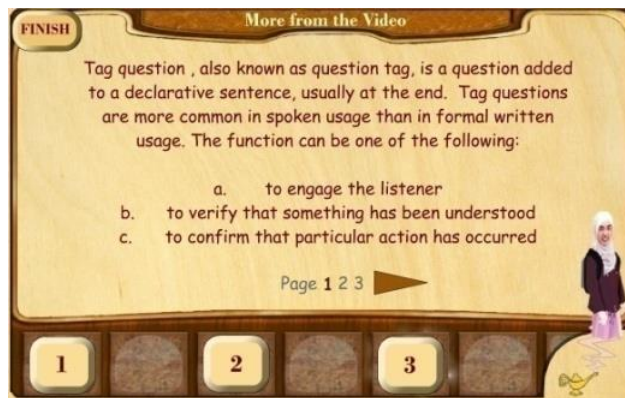 More from the Video
FINISH
Tag question , also known as question tag, is a question added
to a declarative sentence, usually at the end. Tag questions
are more common in spoken usage than in formal written
usage. The function can be one of the following:
a. to engage the listener
b. to verify that something has been understood
c. to confirm that particular action has occurred
Page 1 2 3
1 2 3